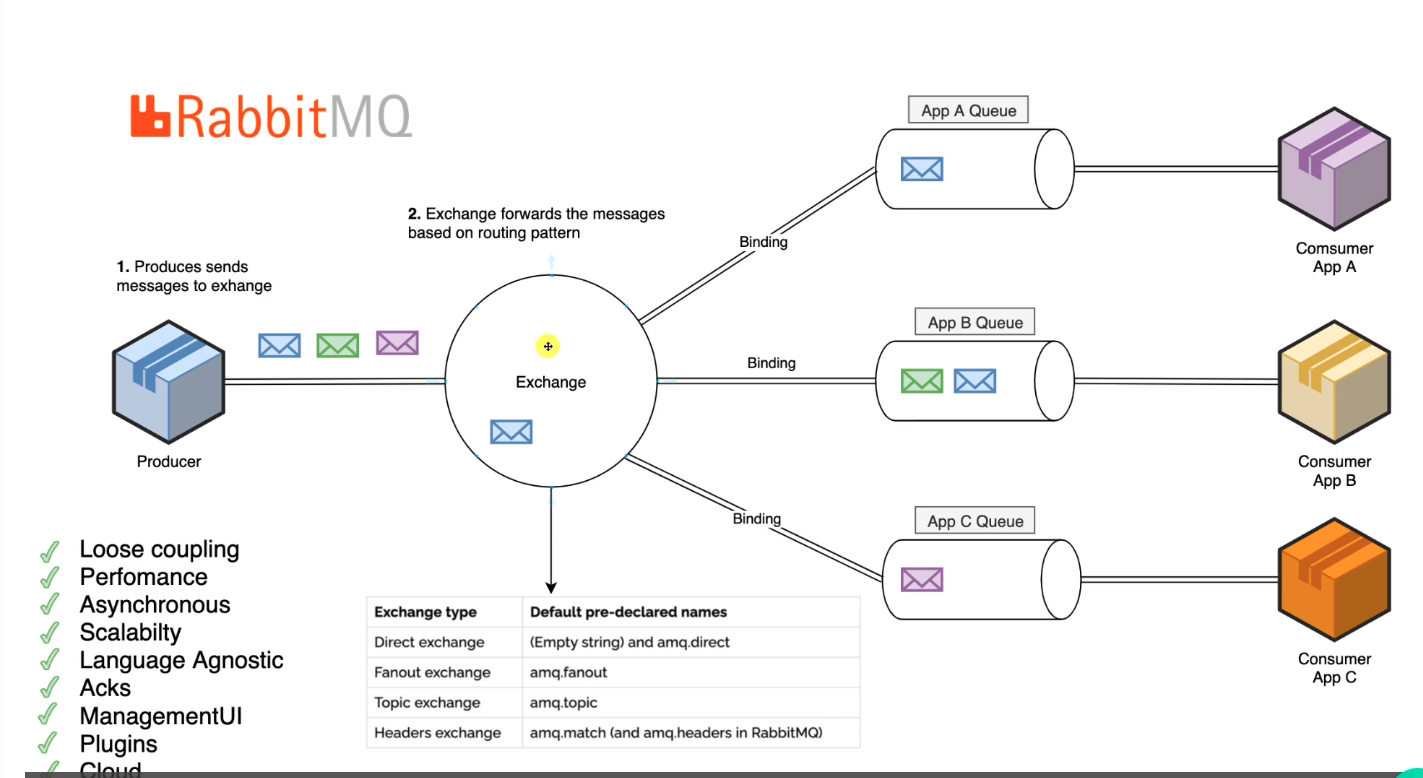 RabbitMQ
App A Queue
2. Exchange forwards the messages
based on routing pattern
Binding
Comsumer
App A
1. Produces sends
messages to exhange
App B Queue
Binding
Exchange
Producer
Consumer
App B
Binding
App C Queue
Consumer
App C
Loose coupling
Perfomance
Asynchronous
Scalabilty
Language Agnostic
Acks
ManagementUI
Plugins
Cloud
Exchange type Default pre-declared names
Direct exchange (Empty string) and amq.direct
Fanout exchange amq.fanout
Topic exchange amq.topic
Headers exchange amq.match (and amq.headers in RabbitMQ)